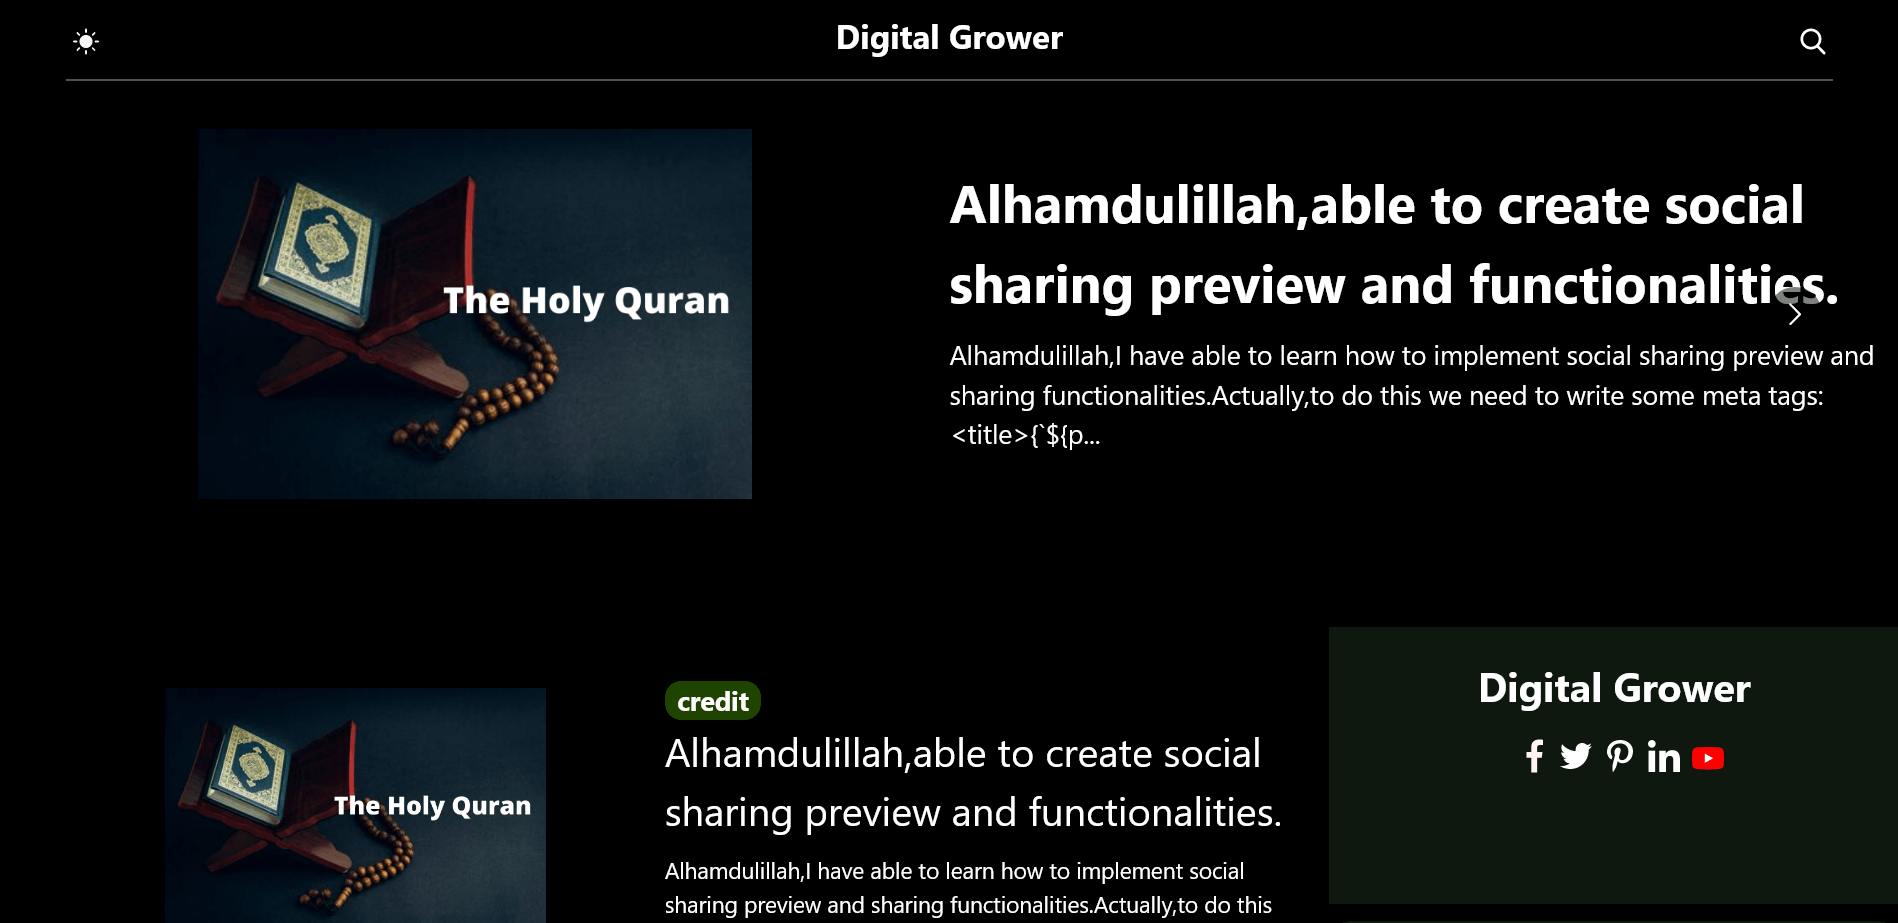 Digital Grower
The Holy Quran
Alhamdulillah,able to create social
sharing preview and functionalities.
Alhamdulillah,I have able to learn how to implement social sharing preview and
sharing functionalities.Actually,to do this we need to write some meta tags:
<title>{`${p...
credit
Alhamdulillah,able to create social
sharing preview and functionalities.
The Holy Quran
Alhamdulillah,I have able to learn how to implement social
sharing preview and sharing functionalities.Actually,to do this
Digital Grower